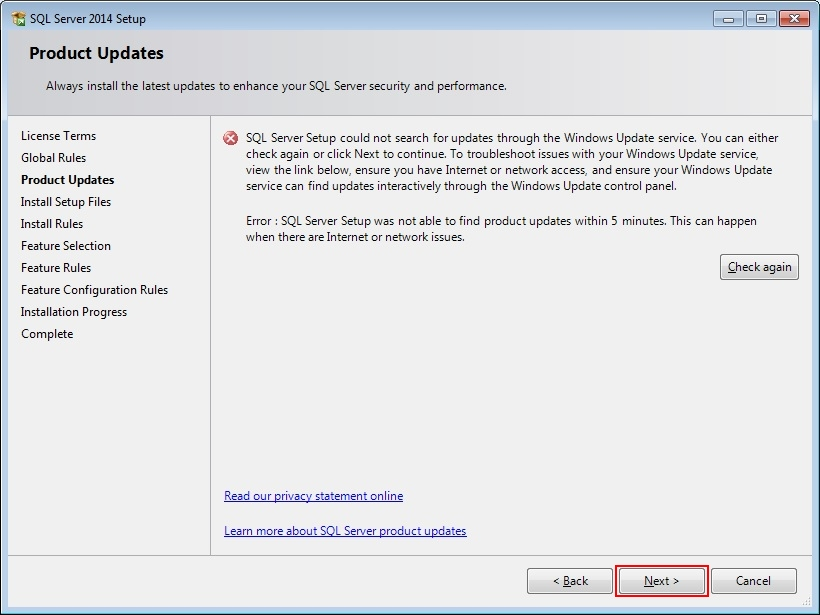 SQL Server 2014 Setup
Product Updates
Always install the latest updates to enhance your SQL Server security and performance.
License Terms
Global Rules
Product Updates
Install Setup Files
Install Rules
Feature Selection
Feature Rules
Feature Configuration Rules
Installation Progress
Complete
SQL Server Setup could not search for updates through the Windows Update service. You can either
check again or click Next to continue. To troubleshoot issues with your Windows Update service,
view the link below, ensure you have Internet or network access, and ensure your Windows Update
service can find updates interactively through the Windows Update control panel.
Error : SQL Server Setup was not able to find product updates within 5 minutes. This can happen
when there are Internet or network issues.
Check again
Read our privacy statement online
Learn more about SQL Server product updates
< Back
Next >
Cancel